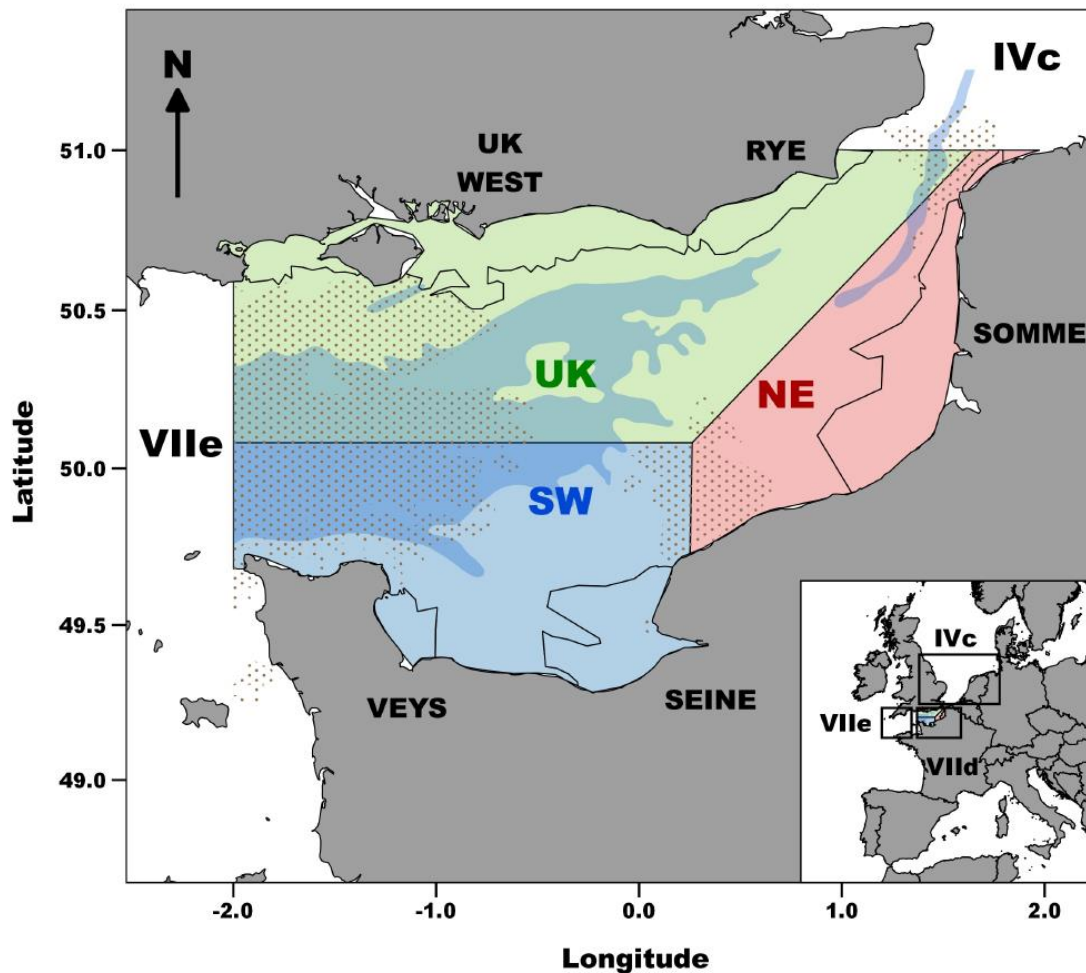 N
IVc
51.0
UK
WEST
RYE
50.5
SOMME
UK
NE
VIIe
50.0
SW
49.5
VEYS
SEINE
49.0
Latitude
-2.0
-1.0
0.0
1.0
2.0
Longitude
IVc
VIIe
VIId